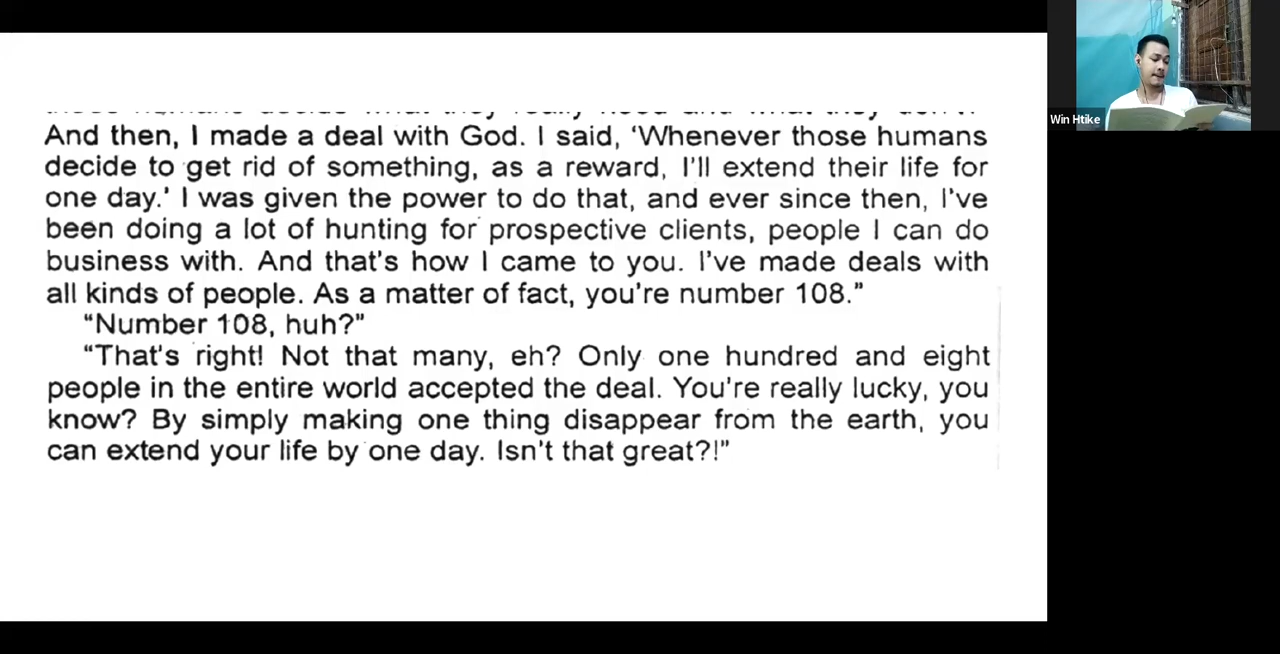 And then, I made a deal with God. I said, ‘Whenever those humans
decide to get rid of something, as a reward, I'll extend their life for
one day.' I was given the power to do that, and ever since then, I've
been doing a lot of hunting for prospective clients, people I can do
business with. And that's how I came to you. I've made deals with
all kinds of people. As a matter of fact, you're number 108.”
“Number 108, huh?”
“That's right! Not that many, eh? Only one hundred and eight
people in the entire world accepted the deal. You're really lucky, you
know? By simply making one thing disappear from the earth, you
can extend your life by one day. Isn't that great?!”
Win Htike